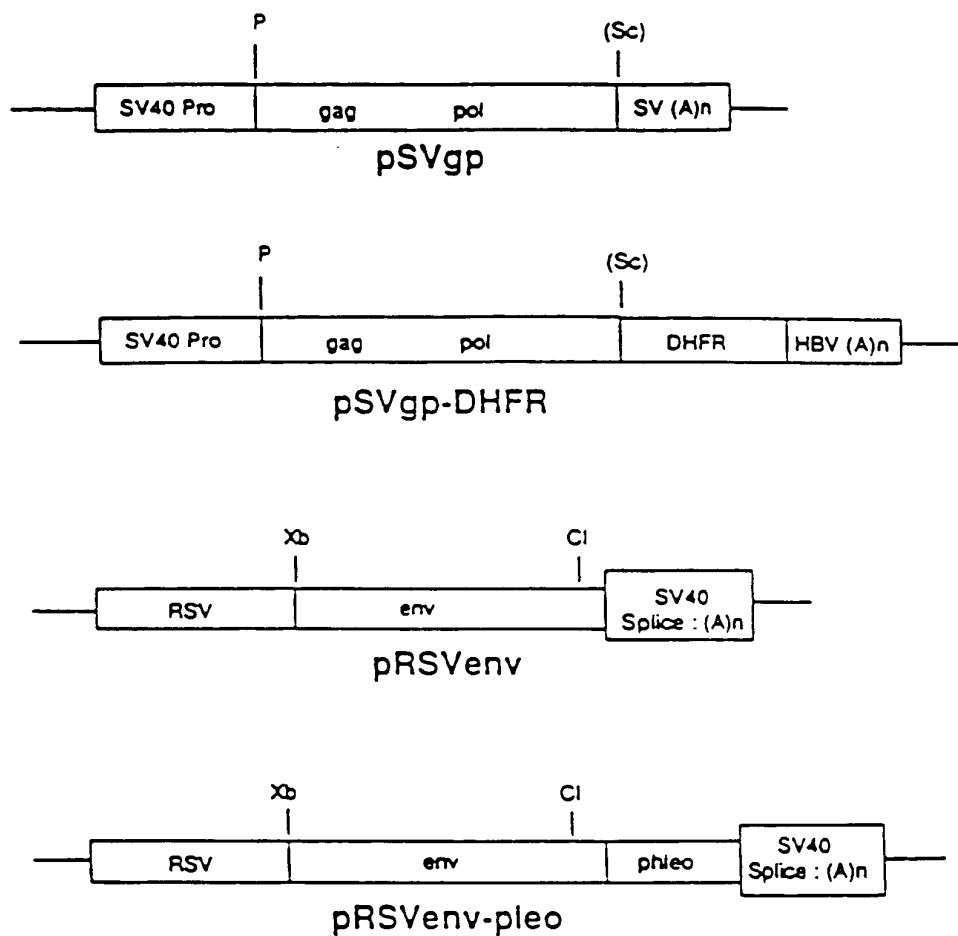 P (Sc)
SV40 Pro gag pol SV (A)n
pSVgp
P (Sc)
SV40 Pro gag pol DHFR HBV (A)n
pSVgp-DHFR
Xb Cl
RSV env SV40
Splice : (A)n
pRSVenv
Xb Cl
RSV env phleo SV40
Splice : (A)n
pRSVenv-pleo